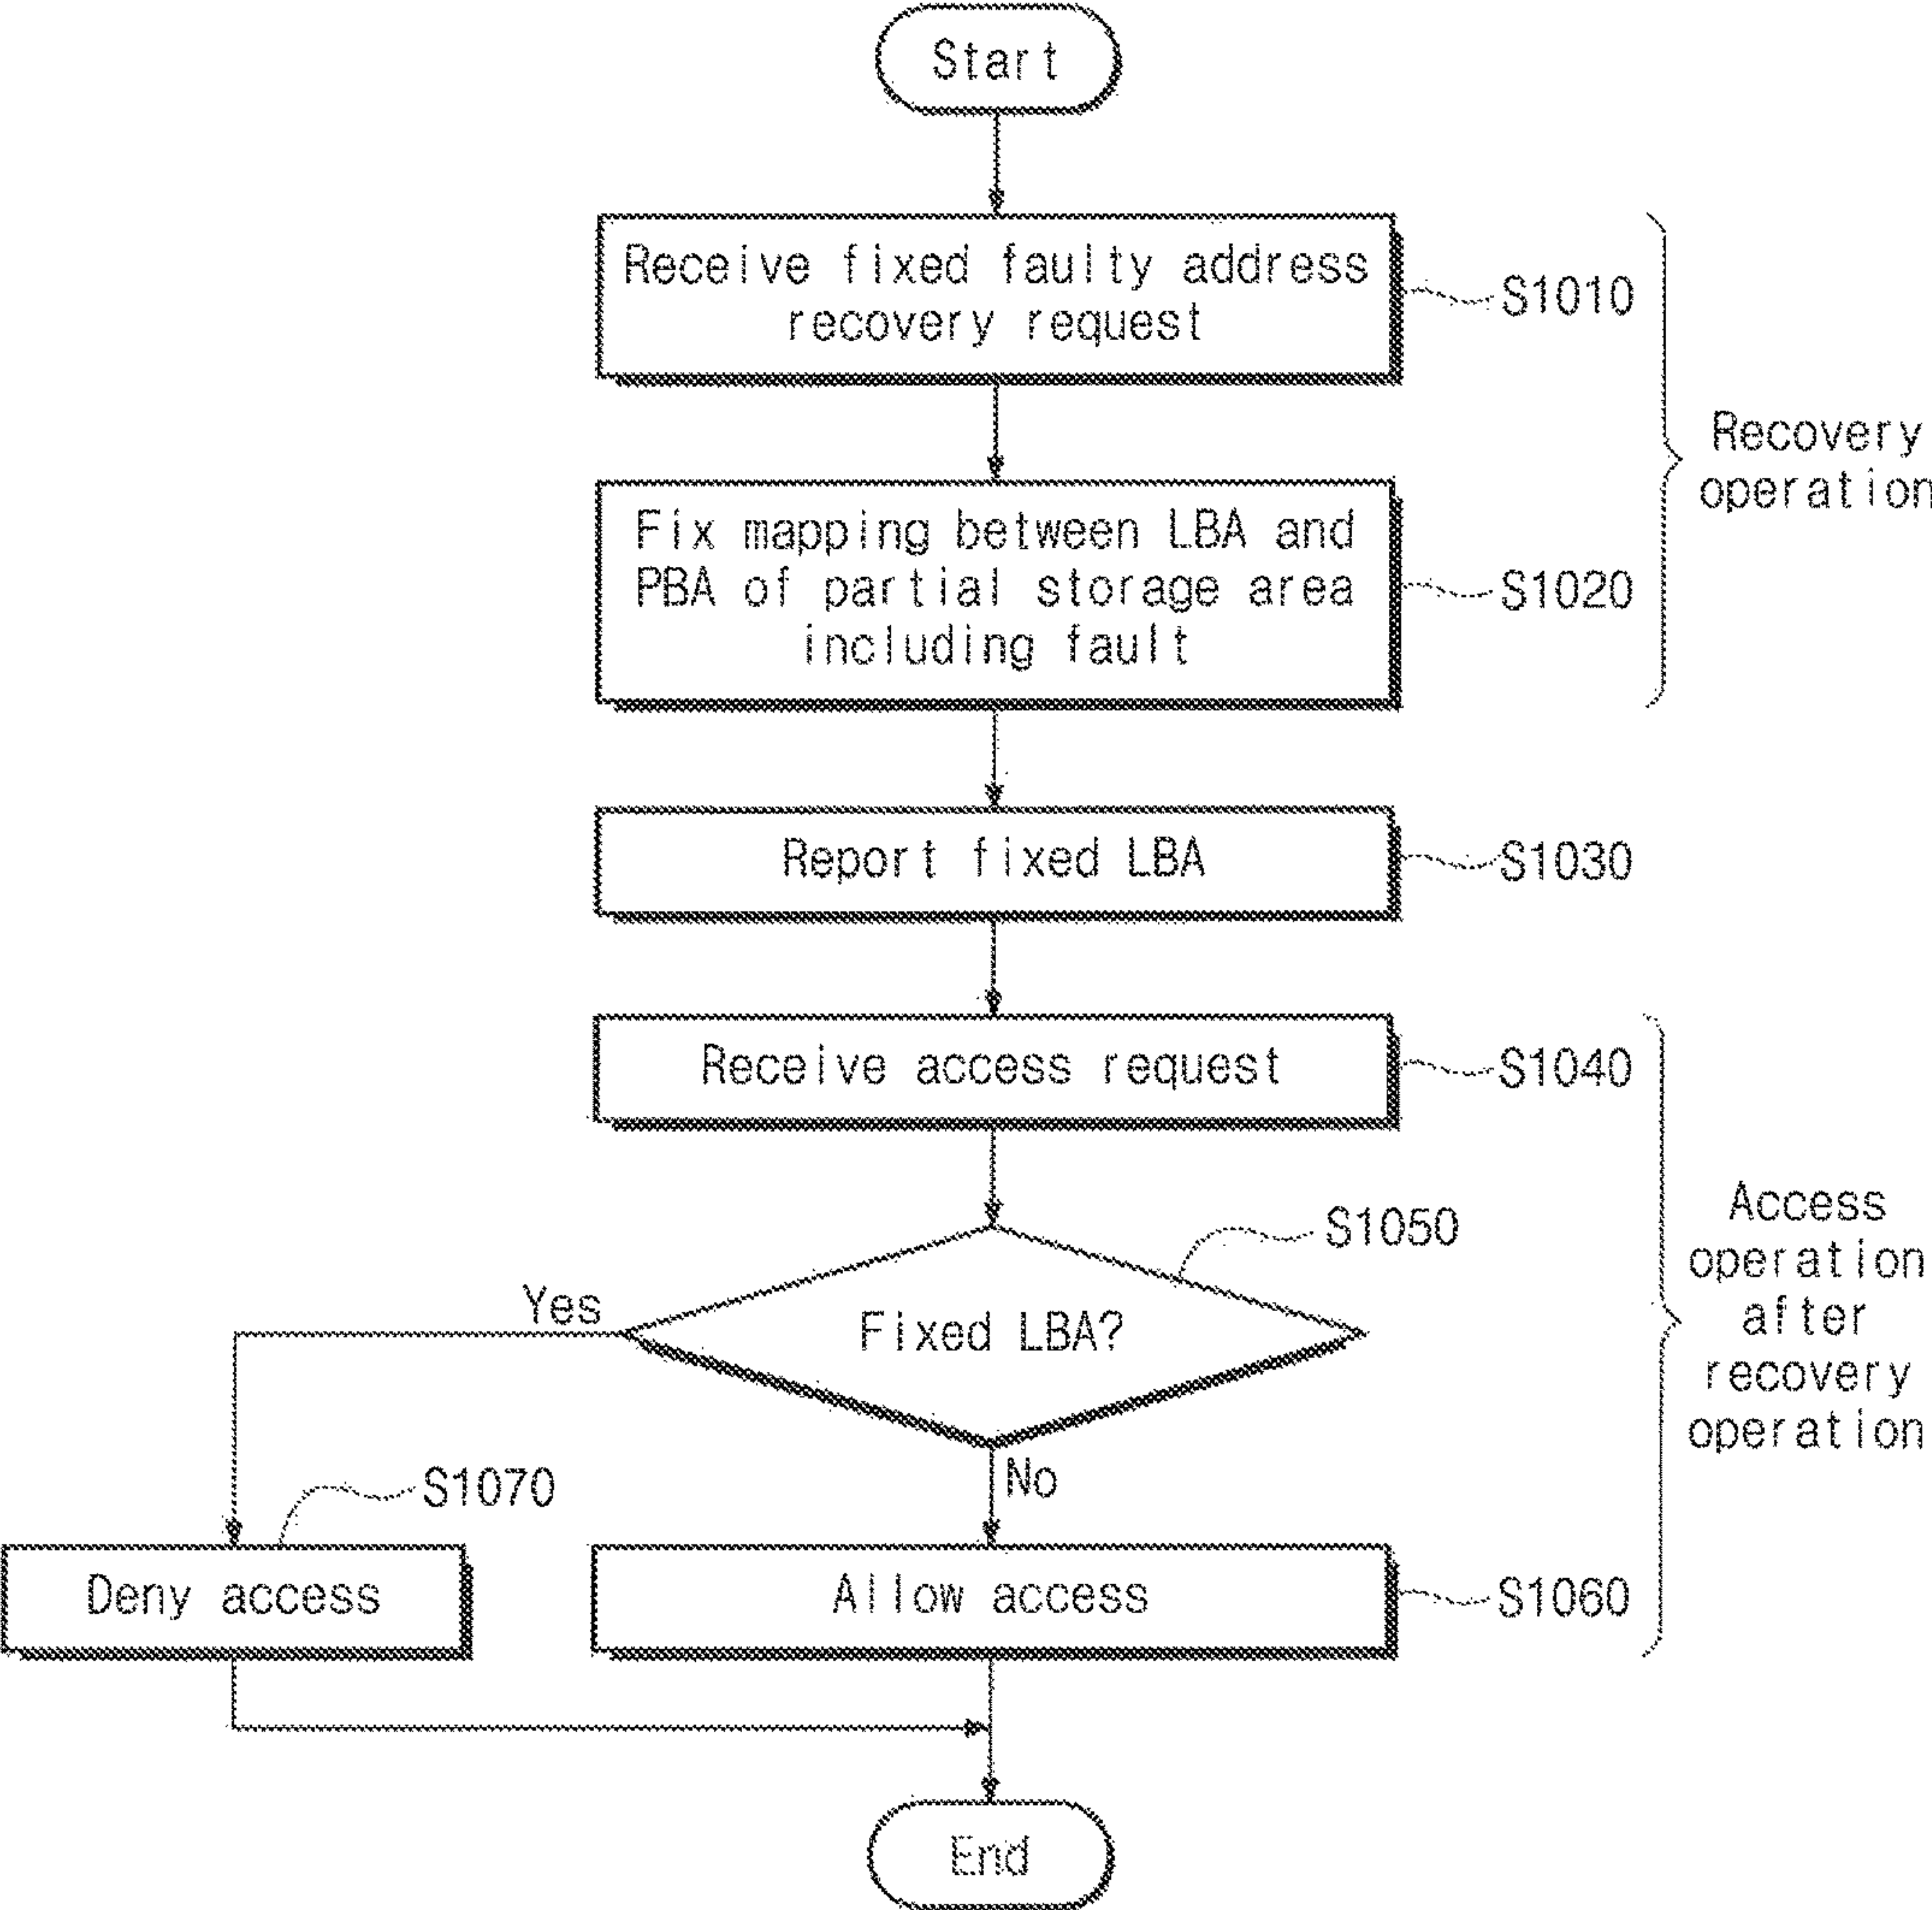 Start
Receive fixed faulty address
recovery request
S1010
Recovery
operation
Fix mapping between LBA and
PBA of partial storage area
including fault
S1020
Report fixed LBA
S1030
Receive access request
S1040
S1050
Yes
Fixed LBA?
Access
operation
after
recovery
operation
No
S1070
Deny access
Allow access
S1060
End